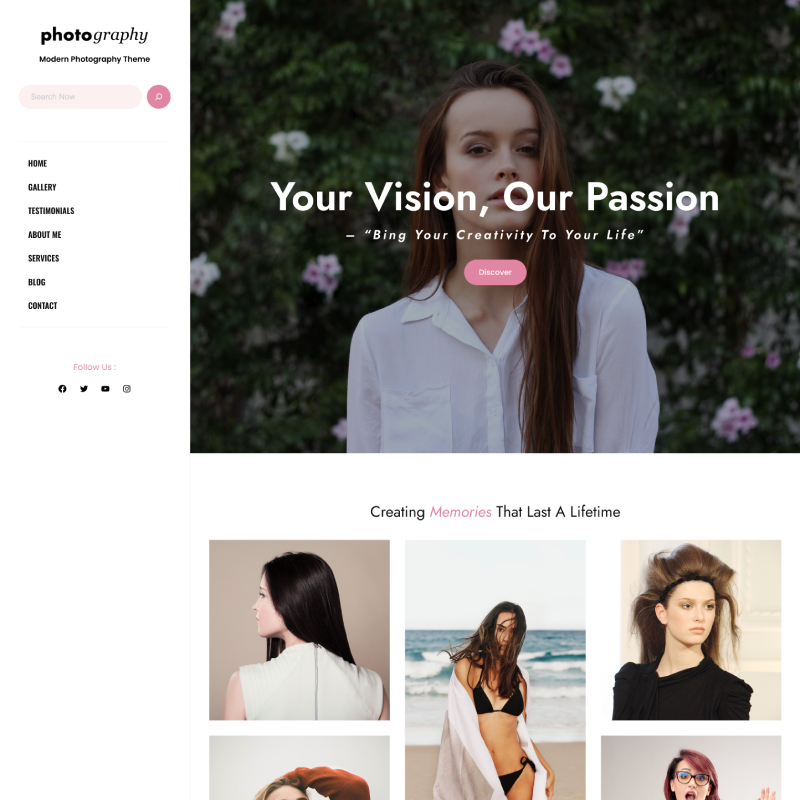 photography
Modern Photography Theme
Search Now
HOME
GALLERY
TESTIMONIALS
ABOUT ME
SERVICES
BLOG
CONTACT
Follow Us :
Your Vision, Our Passion
– “Bing Your Creativity To Your Life”
Discover
Creating Memories That Last A Lifetime